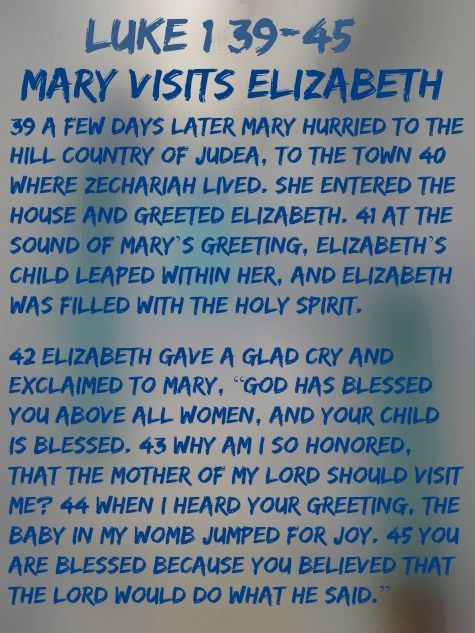 LUKE 1 39-45
MARY VISITS ELIZABETH
39 A FEW DAYS LATER MARY HURRIED TO THE
HILL COUNTRY OF JUDEA, TO THE TOWN 40
WHERE ZECHARIAH LIVED. SHE ENTERED THE
HOUSE AND GREETED ELIZABETH. 41 AT THE
SOUND OF MARY'S GREETING, ELIZABETH'S
CHILD LEAPED WITHIN HER, AND ELIZABETH
WAS FILLED WITH THE HOLY SPIRIT.
42 ELIZABETH GAVE A GLAD CRY AND
EXCLAIMED TO MARY, “GOD HAS BLESSED
YOU ABOVE ALL WOMEN, AND YOUR CHILD
IS BLESSED. 43 WHY AM I SO HONORED,
THAT THE MOTHER OF MY LORD SHOULD VISIT
ME? 44 WHEN I HEARD YOUR GREETING, THE
BABY IN MY WOMB JUMPED FOR JOY. 45 YOU
ARE BLESSED BECAUSE YOU BELIEVED THAT
THE LORD WOULD DO WHAT HE SAID.”